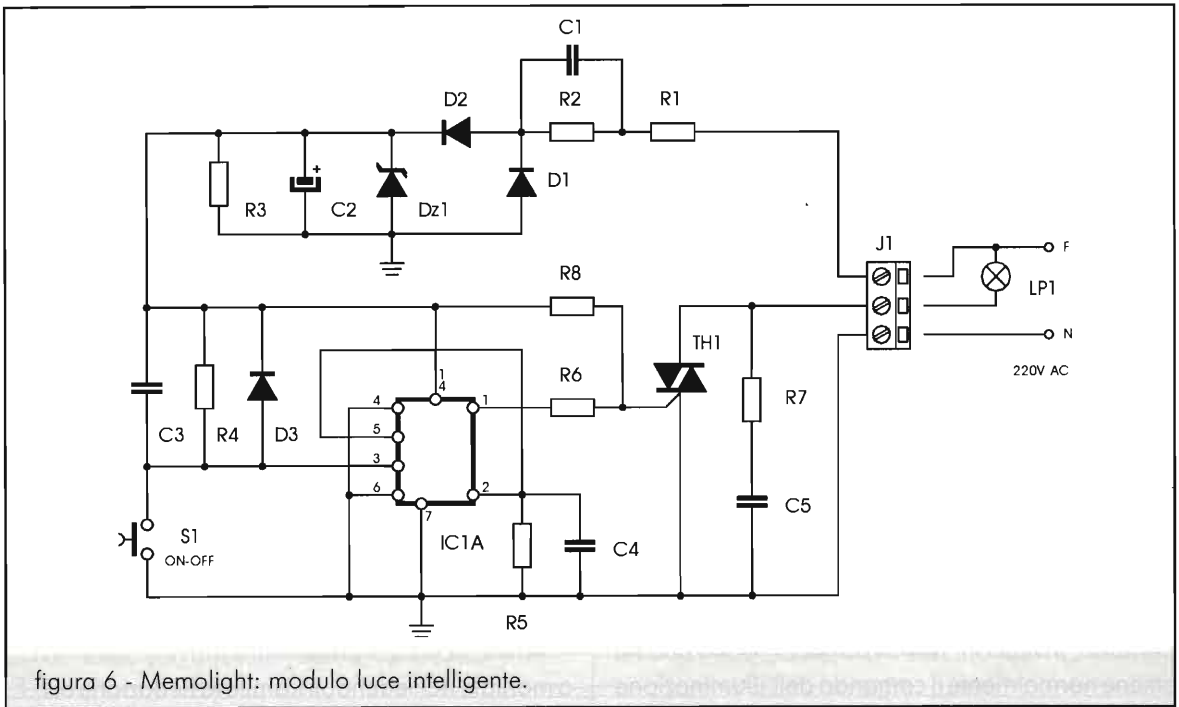 C1
D2
R2
R1
D1
R3
C2
+
Dz1
J1
F
LP1
N
220V AC
R8
TH1
R6
R7
C5
C3
R4
D3
1
4
4
5
3
6
1
2
7
IC1A
S1
ON-OFF
C4
R5
figura 6 - Memolight: modulo luce intelligente.